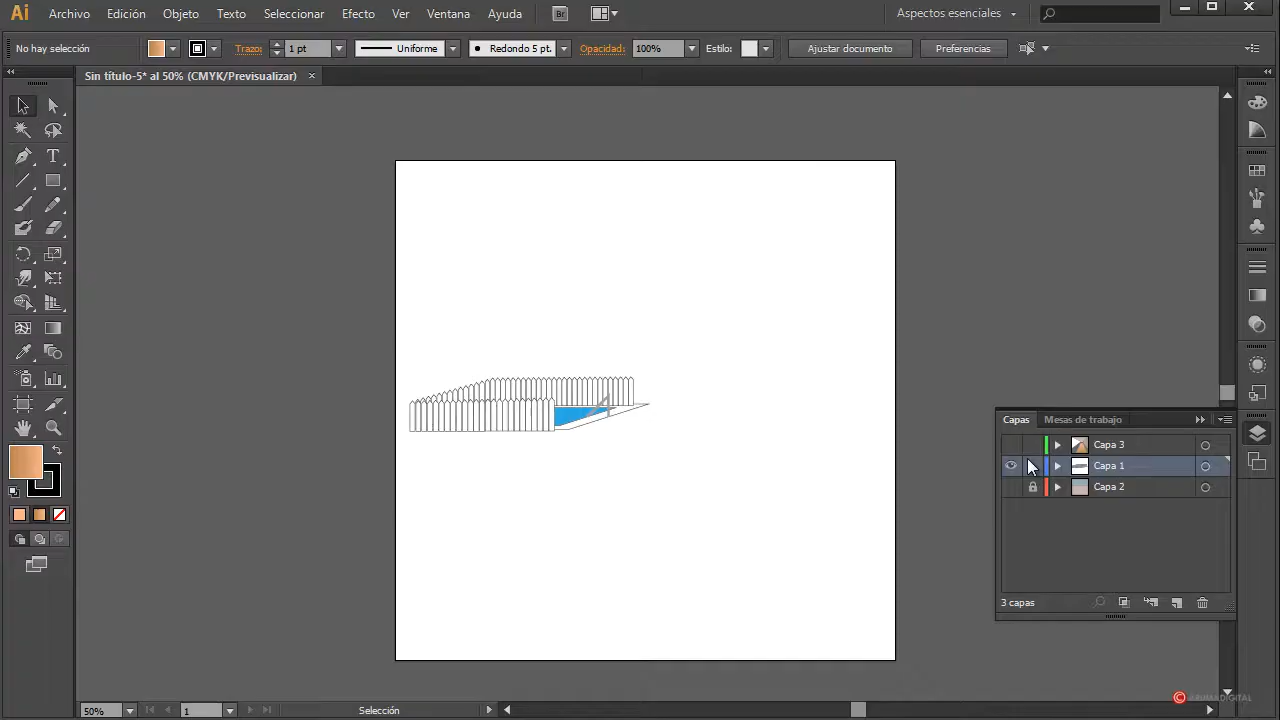 Ai Archivo Edición Objeto Texto Seleccionar Efecto Ver Ventana Ayuda Br Aspectos esenciales
No hay selección Trazo: 1 pt Uniforme Redondo 5 pt. Opacidad: 100% Estilo: Ajustar documento Preferencias
Sin título-5* al 50% (CMYK/Previsualizar)
Capas Mesas de trabajo
Capa 3
Capa 1
Capa 2
3 capas
© ARUMADIGITAL
50% 1 Selección